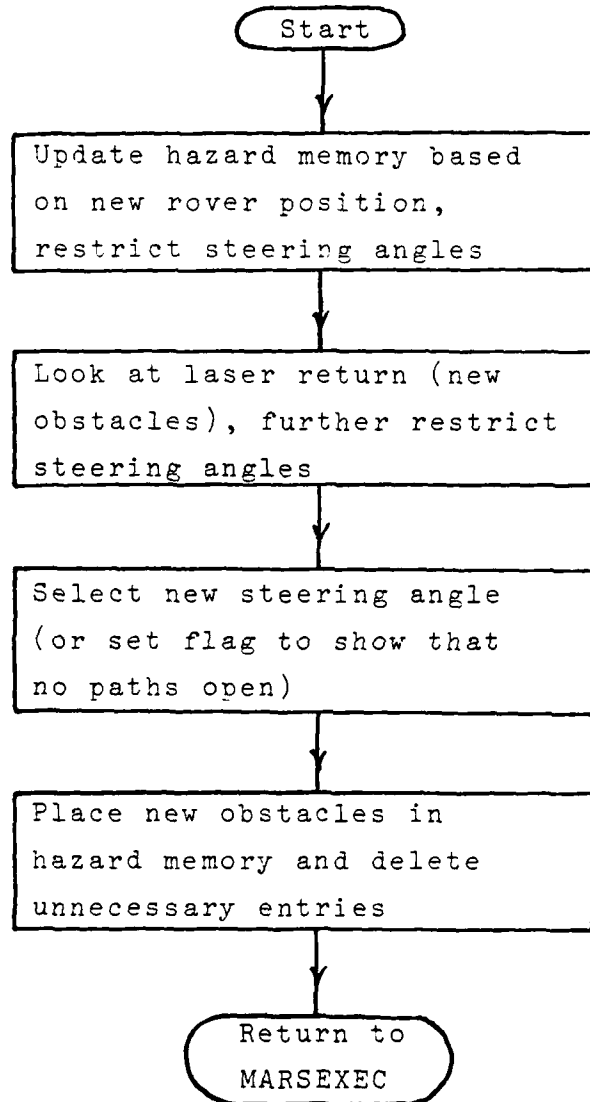 Start
Update hazard memory based
on new rover position,
restrict steering angles
Look at laser return (new
obstacles), further restrict
steering angles
Select new steering angle
(or set flag to show that
no paths open)
Place new obstacles in
hazard memory and delete
unnecessary entries
Return to
MARSEXEC